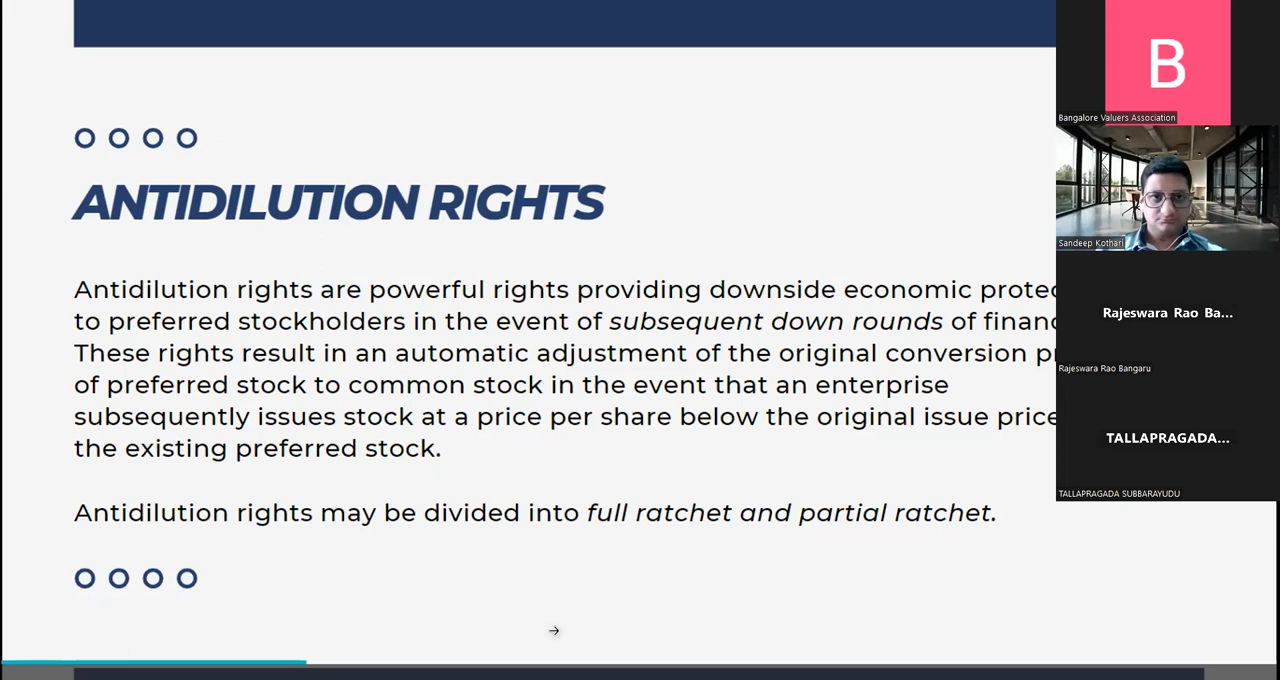 ANTIDILUTION RIGHTS
Antidilution rights are powerful rights providing downside economic
to preferred stockholders in the event of subsequent down rounds of
These rights result in an automatic adjustment of the original conversion
of preferred stock to common stock in the event that an enterprise
subsequently issues stock at a price per share below the original issue price
the existing preferred stock.
Antidilution rights may be divided into full ratchet and partial ratchet.
B
Bangalore Valuers Association
Sandeep Kothari
Rajeswara Rao Ba...
Rajeswara Rao Bangaru
TALLAPRAGADA...
TALLAPRAGADA SUBBARAYUDU